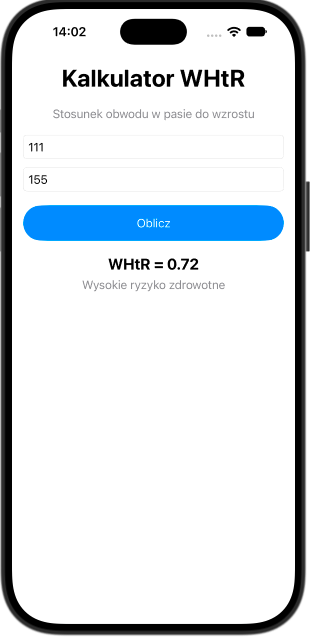 14:02
Kalkulator WHtR
Stosunek obwodu w pasie do wzrostu
111
155
Oblicz
WHtR = 0.72
Wysokie ryzyko zdrowotne